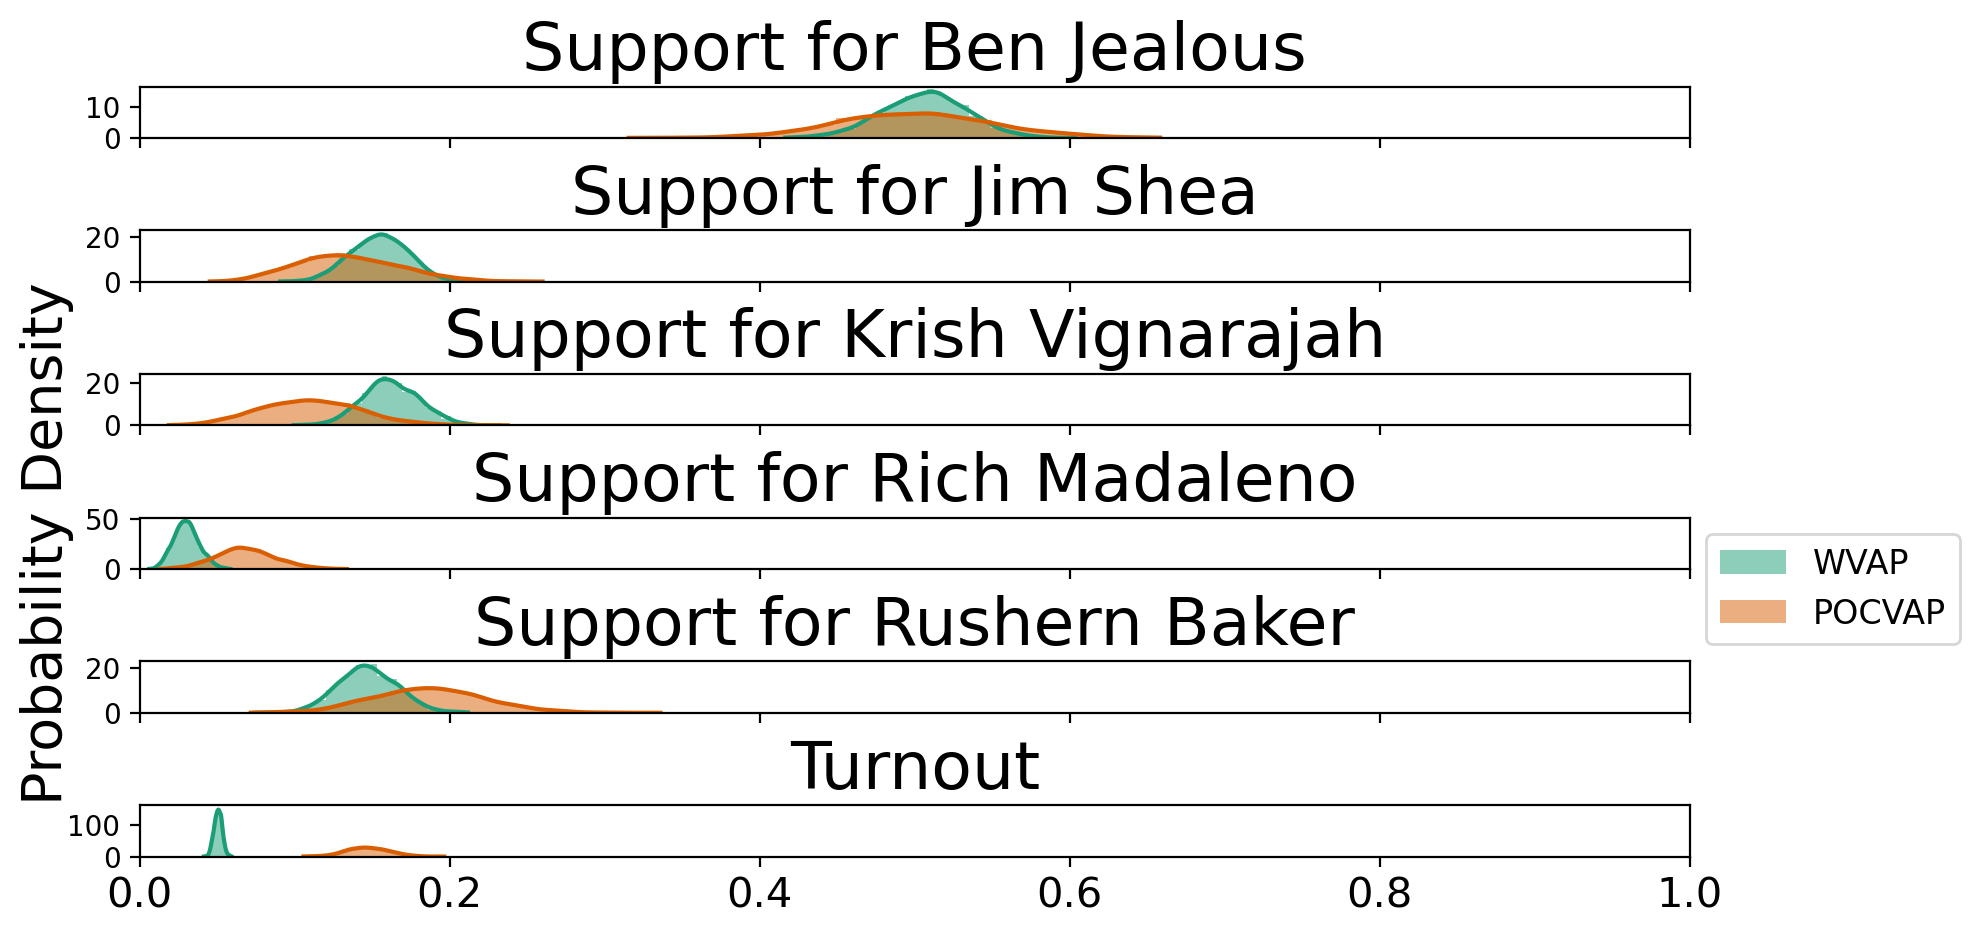 Support for Ben Jealous
10
0
Support for Jim Shea
20
0
Support for Krish Vignarajah
20
0
Support for Rich Madaleno
50
0
Support for Rushern Baker
20
0
Turnout
100
0
0.0 0.2 0.4 0.6 0.8 1.0
Probability Density
WVAP
POCVAP